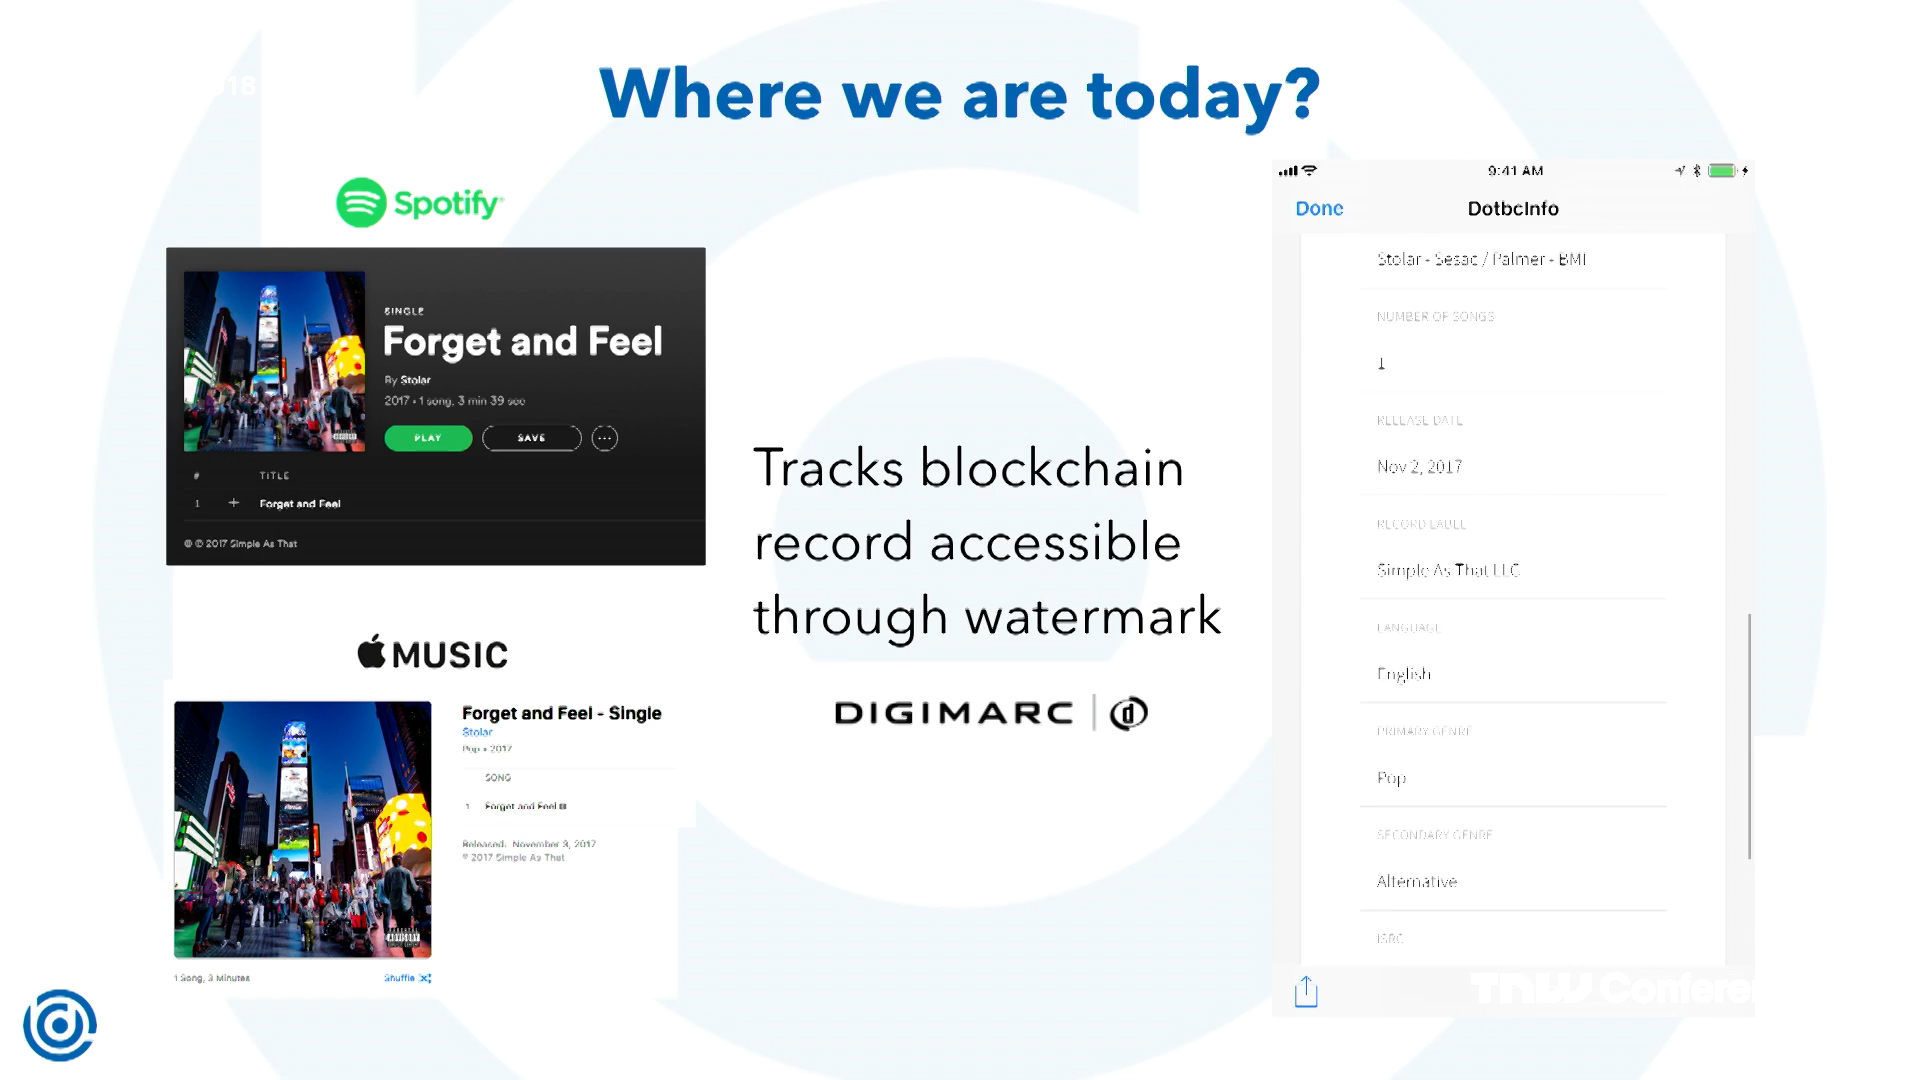 Where we are today?
Spotify
SINGLE
Forget and Feel
By Stolar
2017 • 1 song, 3 min 39 sec
PLAY
SAVE
# TITLE
1 Forget and Feel
℗ © 2017 Simple As That
MUSIC
Forget and Feel - Single
Stolar
Pop • 2017
SONG
1 Forget and Feel
Released: November 3, 2017
℗ 2017 Simple As That
ADVISORY
1 Song, 3 Minutes
Shuffle
Tracks blockchain
record accessible
through watermark
DIGIMARC
9:41 AM
Done
DotbcInfo
Stolar - Sesac / Palmer - BMI
NUMBER OF SONGS
1
RELEASE DATE
Nov 2, 2017
RECORD LABEL
Simple As That LLC
LANGUAGE
English
PRIMARY GENRE
Pop
SECONDARY GENRE
Alternative
ISRC
TNW Conferen